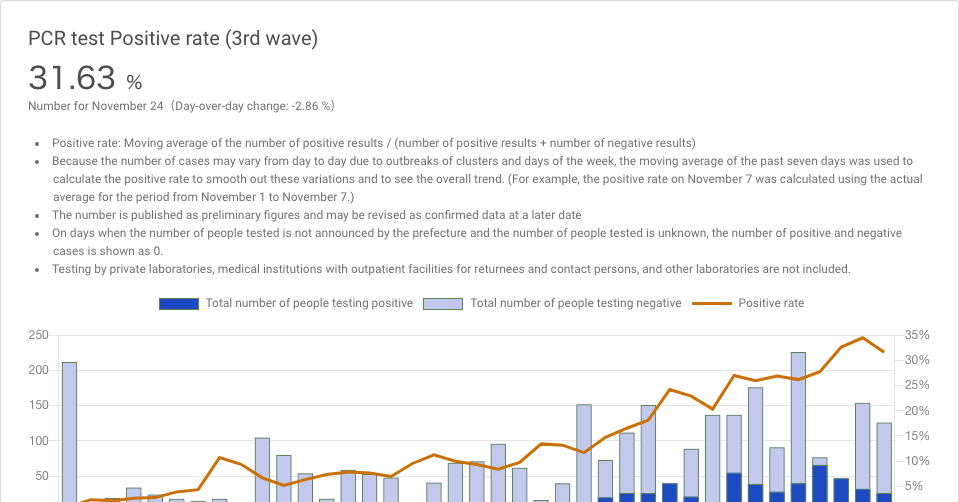 PCR test Positive rate (3rd wave)
31.63 %
Number for November 24（Day-over-day change: -2.86 %）
• Positive rate: Moving average of the number of positive results / (number of positive results + number of negative results)
• Because the number of cases may vary from day to day due to outbreaks of clusters and days of the week, the moving average of the past seven days was used to
calculate the positive rate to smooth out these variations and to see the overall trend. (For example, the positive rate on November 7 was calculated using the actual
average for the period from November 1 to November 7.)
• The number is published as preliminary figures and may be revised as confirmed data at a later date
• On days when the number of people tested is not announced by the prefecture and the number of people tested is unknown, the number of positive and negative
cases is shown as 0.
• Testing by private laboratories, medical institutions with outpatient facilities for returnees and contact persons, and other laboratories are not included.
Total number of people testing positive Total number of people testing negative Positive rate
250 35%
30%
200
25%
150 20%
15%
100
10%
50
5%